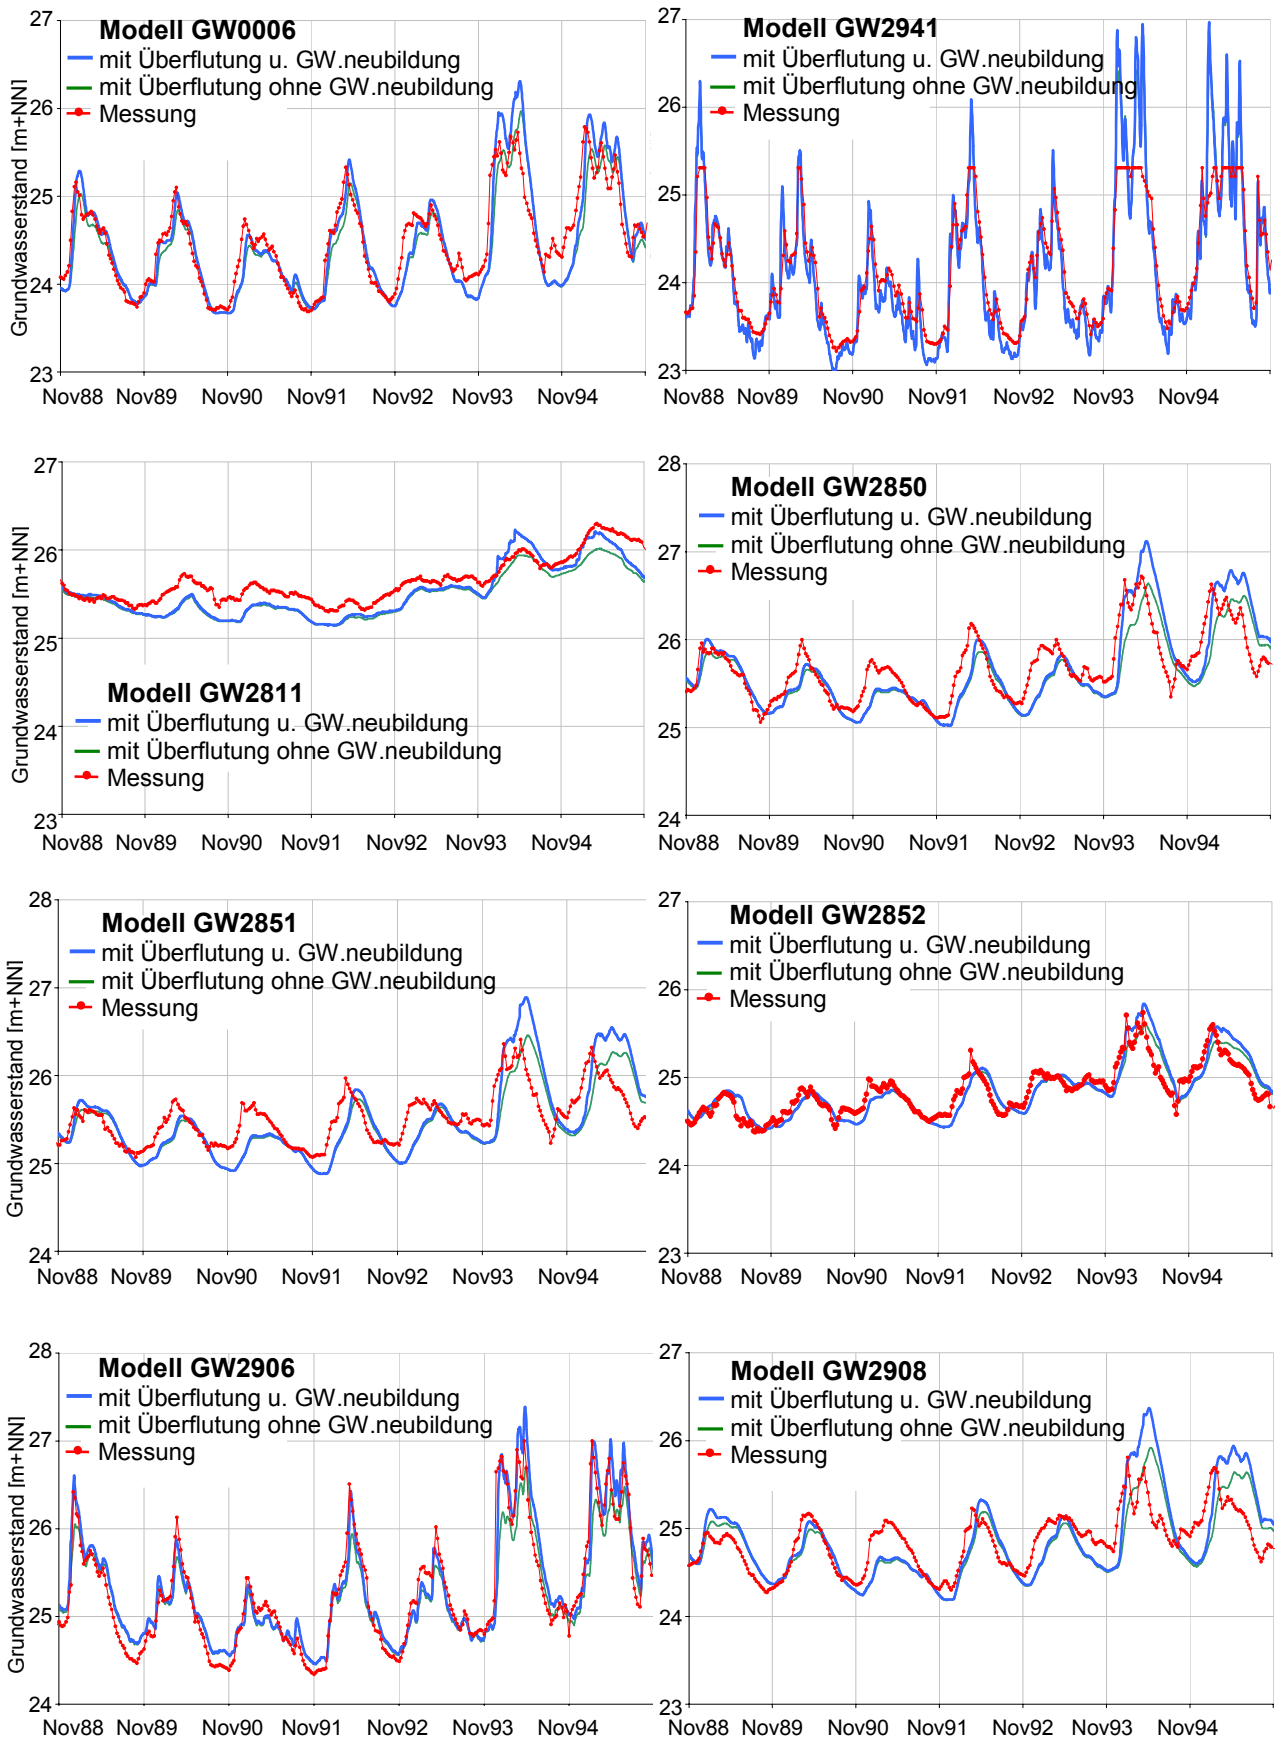 Modell GW0006
mit Überflutung u. GW.neubildung
mit Überflutung ohne GW.neubildung
Messung
Grundwasserstand [m+NN]
27
26
25
24
23
Nov88 Nov89 Nov90 Nov91 Nov92 Nov93 Nov94
Modell GW2941
mit Überflutung u. GW.neubildung
mit Überflutung ohne GW.neubildung
Messung
27
26
25
24
23
Nov88 Nov89 Nov90 Nov91 Nov92 Nov93 Nov94
Grundwasserstand [m+NN]
27
26
25
24
23
Modell GW2811
mit Überflutung u. GW.neubildung
mit Überflutung ohne GW.neubildung
Messung
Nov88 Nov89 Nov90 Nov91 Nov92 Nov93 Nov94
Modell GW2850
mit Überflutung u. GW.neubildung
mit Überflutung ohne GW.neubildung
Messung
28
27
26
25
24
Nov88 Nov89 Nov90 Nov91 Nov92 Nov93 Nov94
Modell GW2851
mit Überflutung u. GW.neubildung
mit Überflutung ohne GW.neubildung
Messung
Grundwasserstand [m+NN]
28
27
26
25
24
Nov88 Nov89 Nov90 Nov91 Nov92 Nov93 Nov94
Modell GW2852
mit Überflutung u. GW.neubildung
mit Überflutung ohne GW.neubildung
Messung
27
26
25
24
23
Nov88 Nov89 Nov90 Nov91 Nov92 Nov93 Nov94
Modell GW2906
mit Überflutung u. GW.neubildung
mit Überflutung ohne GW.neubildung
Messung
Grundwasserstand [m+NN]
28
27
26
25
24
Nov88 Nov89 Nov90 Nov91 Nov92 Nov93 Nov94
Modell GW2908
mit Überflutung u. GW.neubildung
mit Überflutung ohne GW.neubildung
Messung
27
26
25
24
23
Nov88 Nov89 Nov90 Nov91 Nov92 Nov93 Nov94